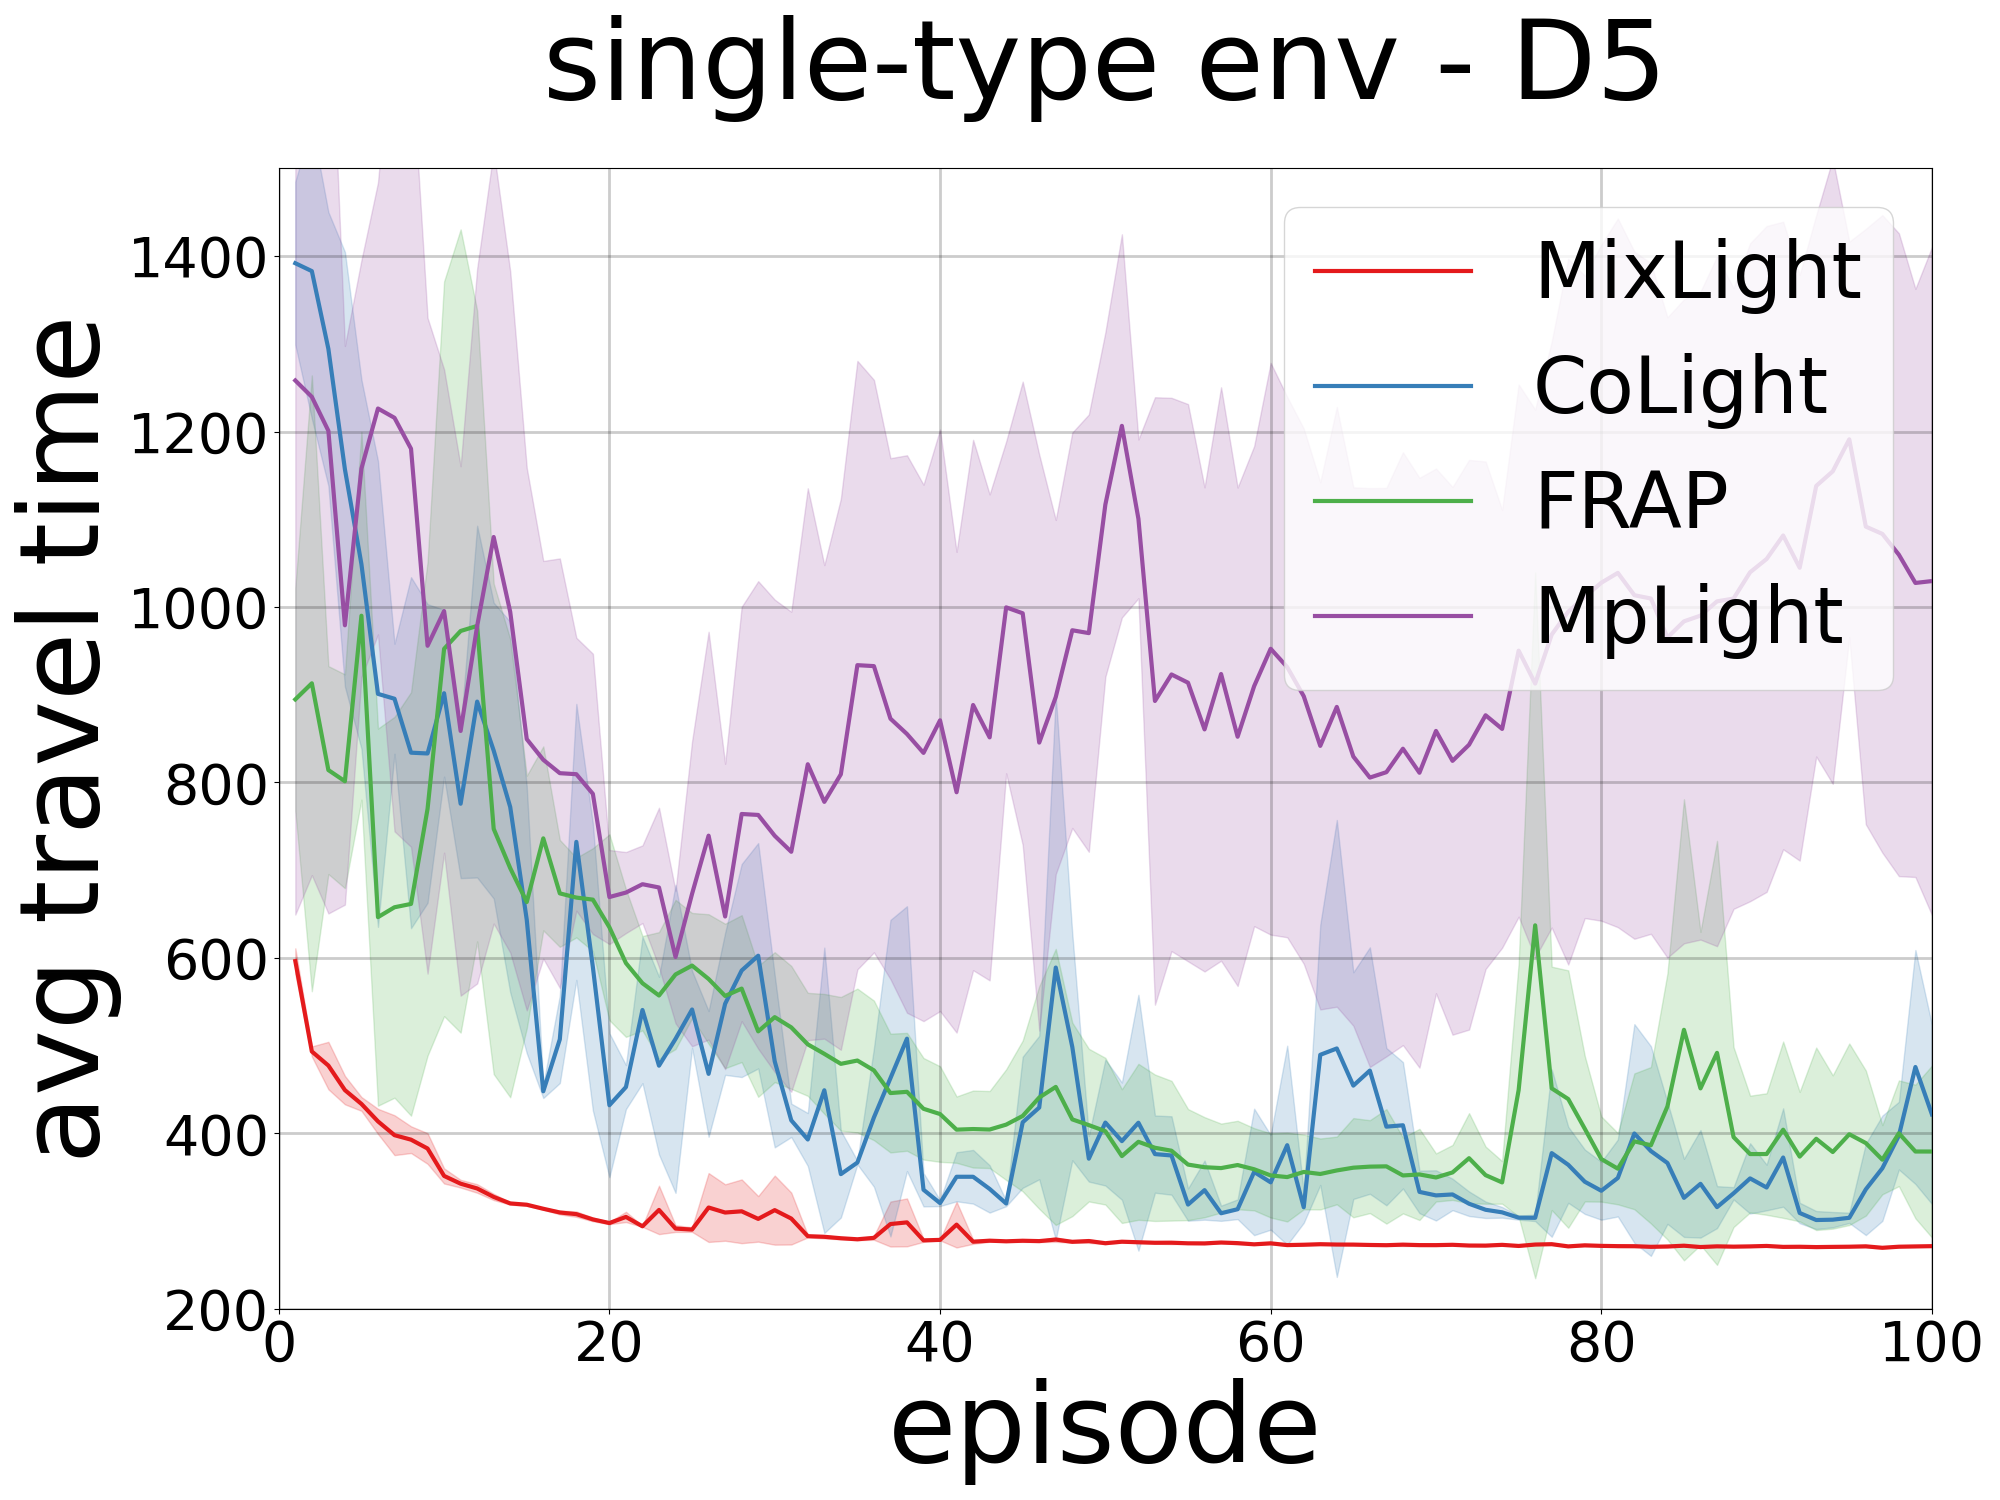 single-type env - D5
avg travel time
1400
1200
1000
800
600
400
200
MixLight
CoLight
FRAP
MpLight
0 20 40 60 80 100
episode